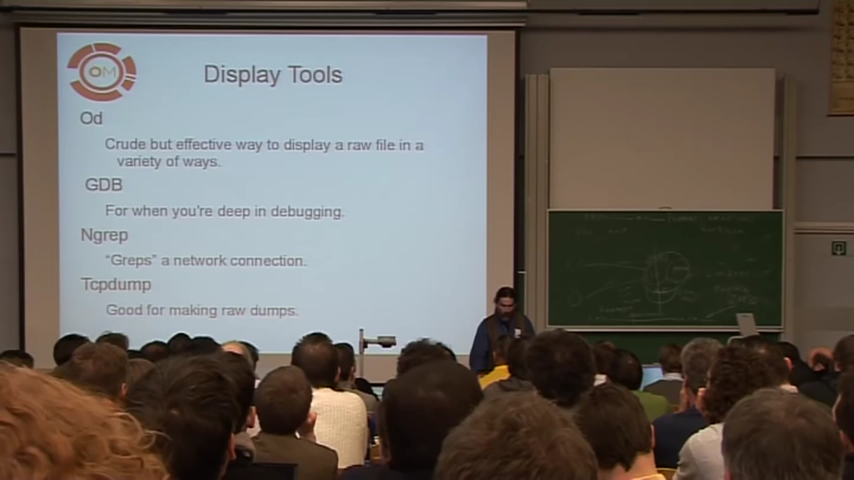 OM
Display Tools
Od
Crude but effective way to display a raw file in a
variety of ways.
GDB
For when you're deep in debugging.
Ngrep
"Greps" a network connection.
Tcpdump
Good for making raw dumps.